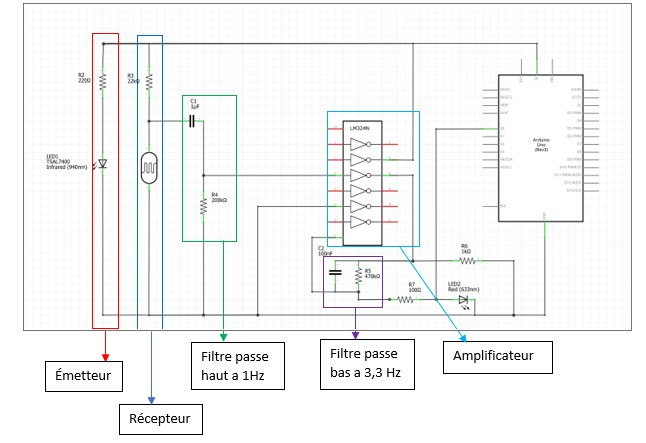 R2
220Ω
R3
22kΩ
C1
1µF
LM324N
Arduino
Uno
(Rev3)
LED1
TSAL7400
Infrared (940nm)
R4
200kΩ
C2
100nF
R5
470kΩ
R6
1kΩ
R7
100Ω
LED2
Red (633nm)
Émetteur
Récepteur
Filtre passe
haut a 1Hz
Filtre passe
bas a 3,3 Hz
Amplificateur